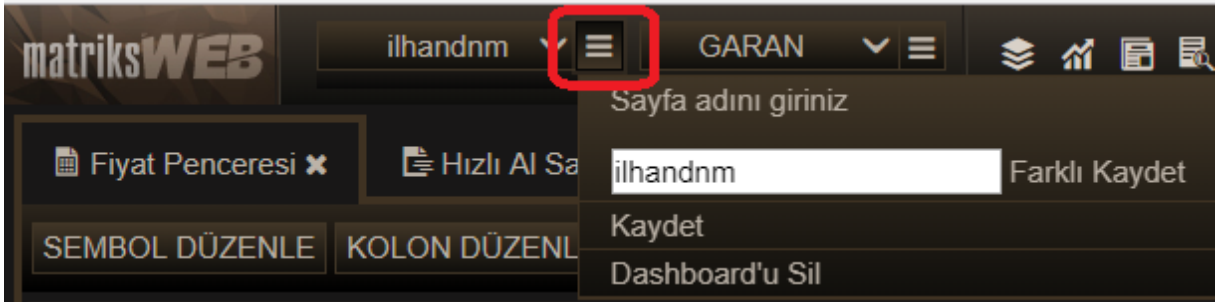 matriksWEB ilhandnm GARAN
Sayfa adını giriniz
Fiyat Penceresi Hızlı Al Sa
ilhandnm Farklı Kaydet
Kaydet
SEMBOL DÜZENLE KOLON DÜZENL
Dashboard'u Sil